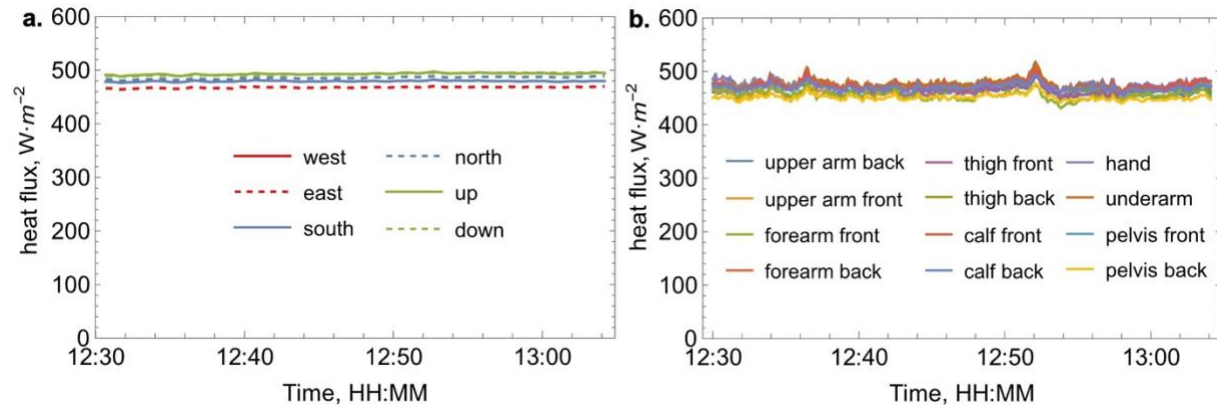 a.
600
500
400
300
200
100
0
heat flux, W·m⁻²
west
east
south
north
up
down
12:30 12:40 12:50 13:00
Time, HH:MM
b.
600
500
400
300
200
100
0
heat flux, W·m⁻²
upper arm back
upper arm front
forearm front
forearm back
thigh front
thigh back
calf front
calf back
hand
underarm
pelvis front
pelvis back
12:30 12:40 12:50 13:00
Time, HH:MM